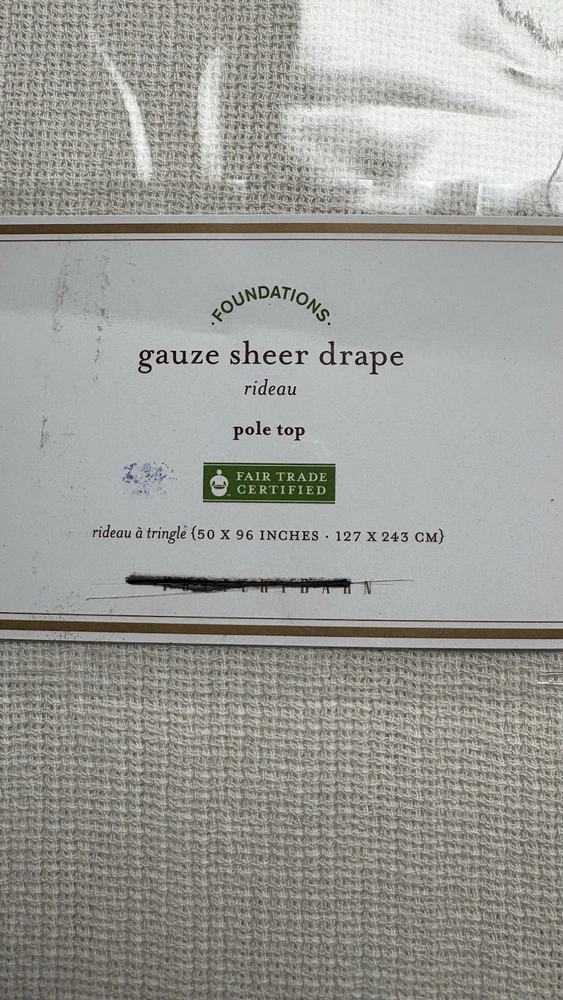 ·FOUNDATIONS·
gauze sheer drape
rideau
pole top
FAIR TRADE
CERTIFIED
rideau à tringle {50 X 96 INCHES · 127 X 243 CM}